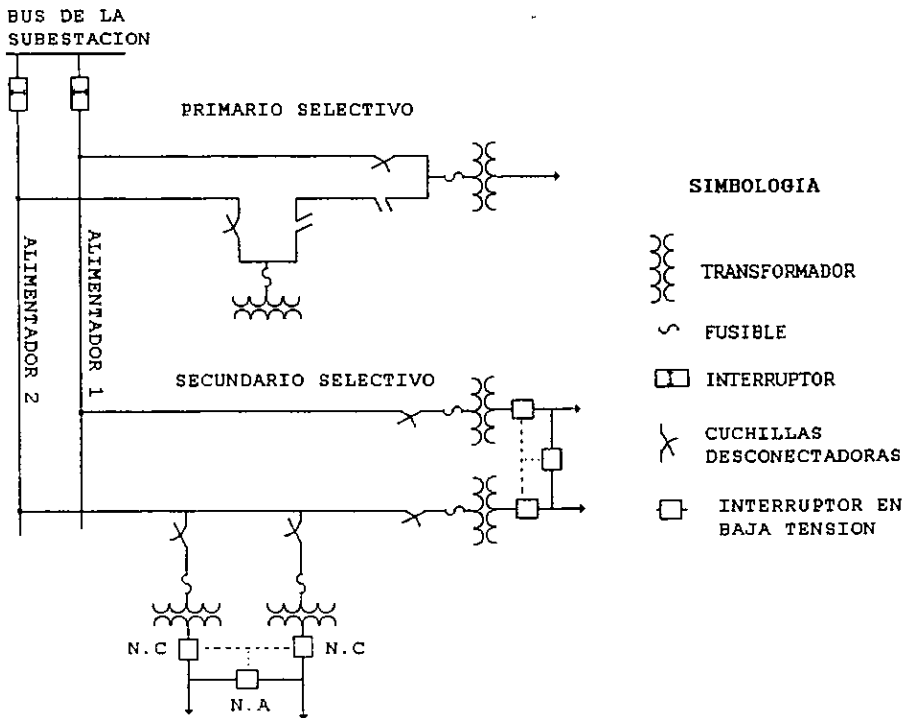 BUS DE LA
SUBESTACION
PRIMARIO SELECTIVO
ALIMENTADOR 2
ALIMENTADOR 1
SECUNDARIO SELECTIVO
N.C
N.C
N.A
SIMBOLOGIA
TRANSFORMADOR
FUSIBLE
INTERRUPTOR
CUCHILLAS
DESCONECTADORAS
INTERRUPTOR EN
BAJA TENSION